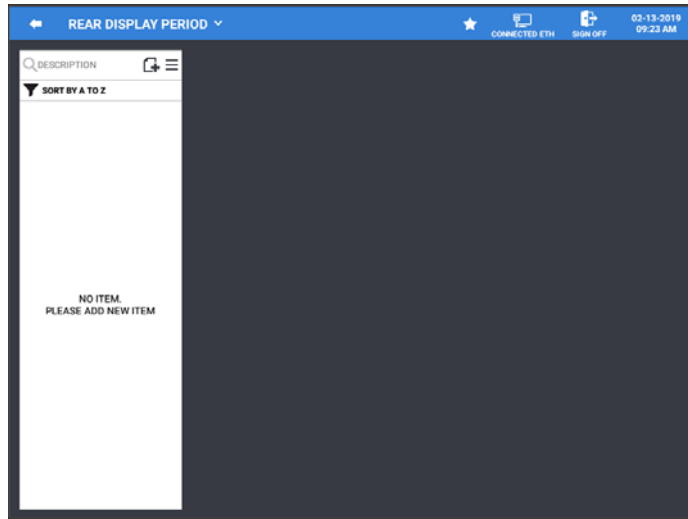 REAR DISPLAY PERIOD
CONNECTED ETH
SIGN OFF
02-13-2019
09:23 AM
DESCRIPTION
SORT BY A TO Z
NO ITEM.
PLEASE ADD NEW ITEM